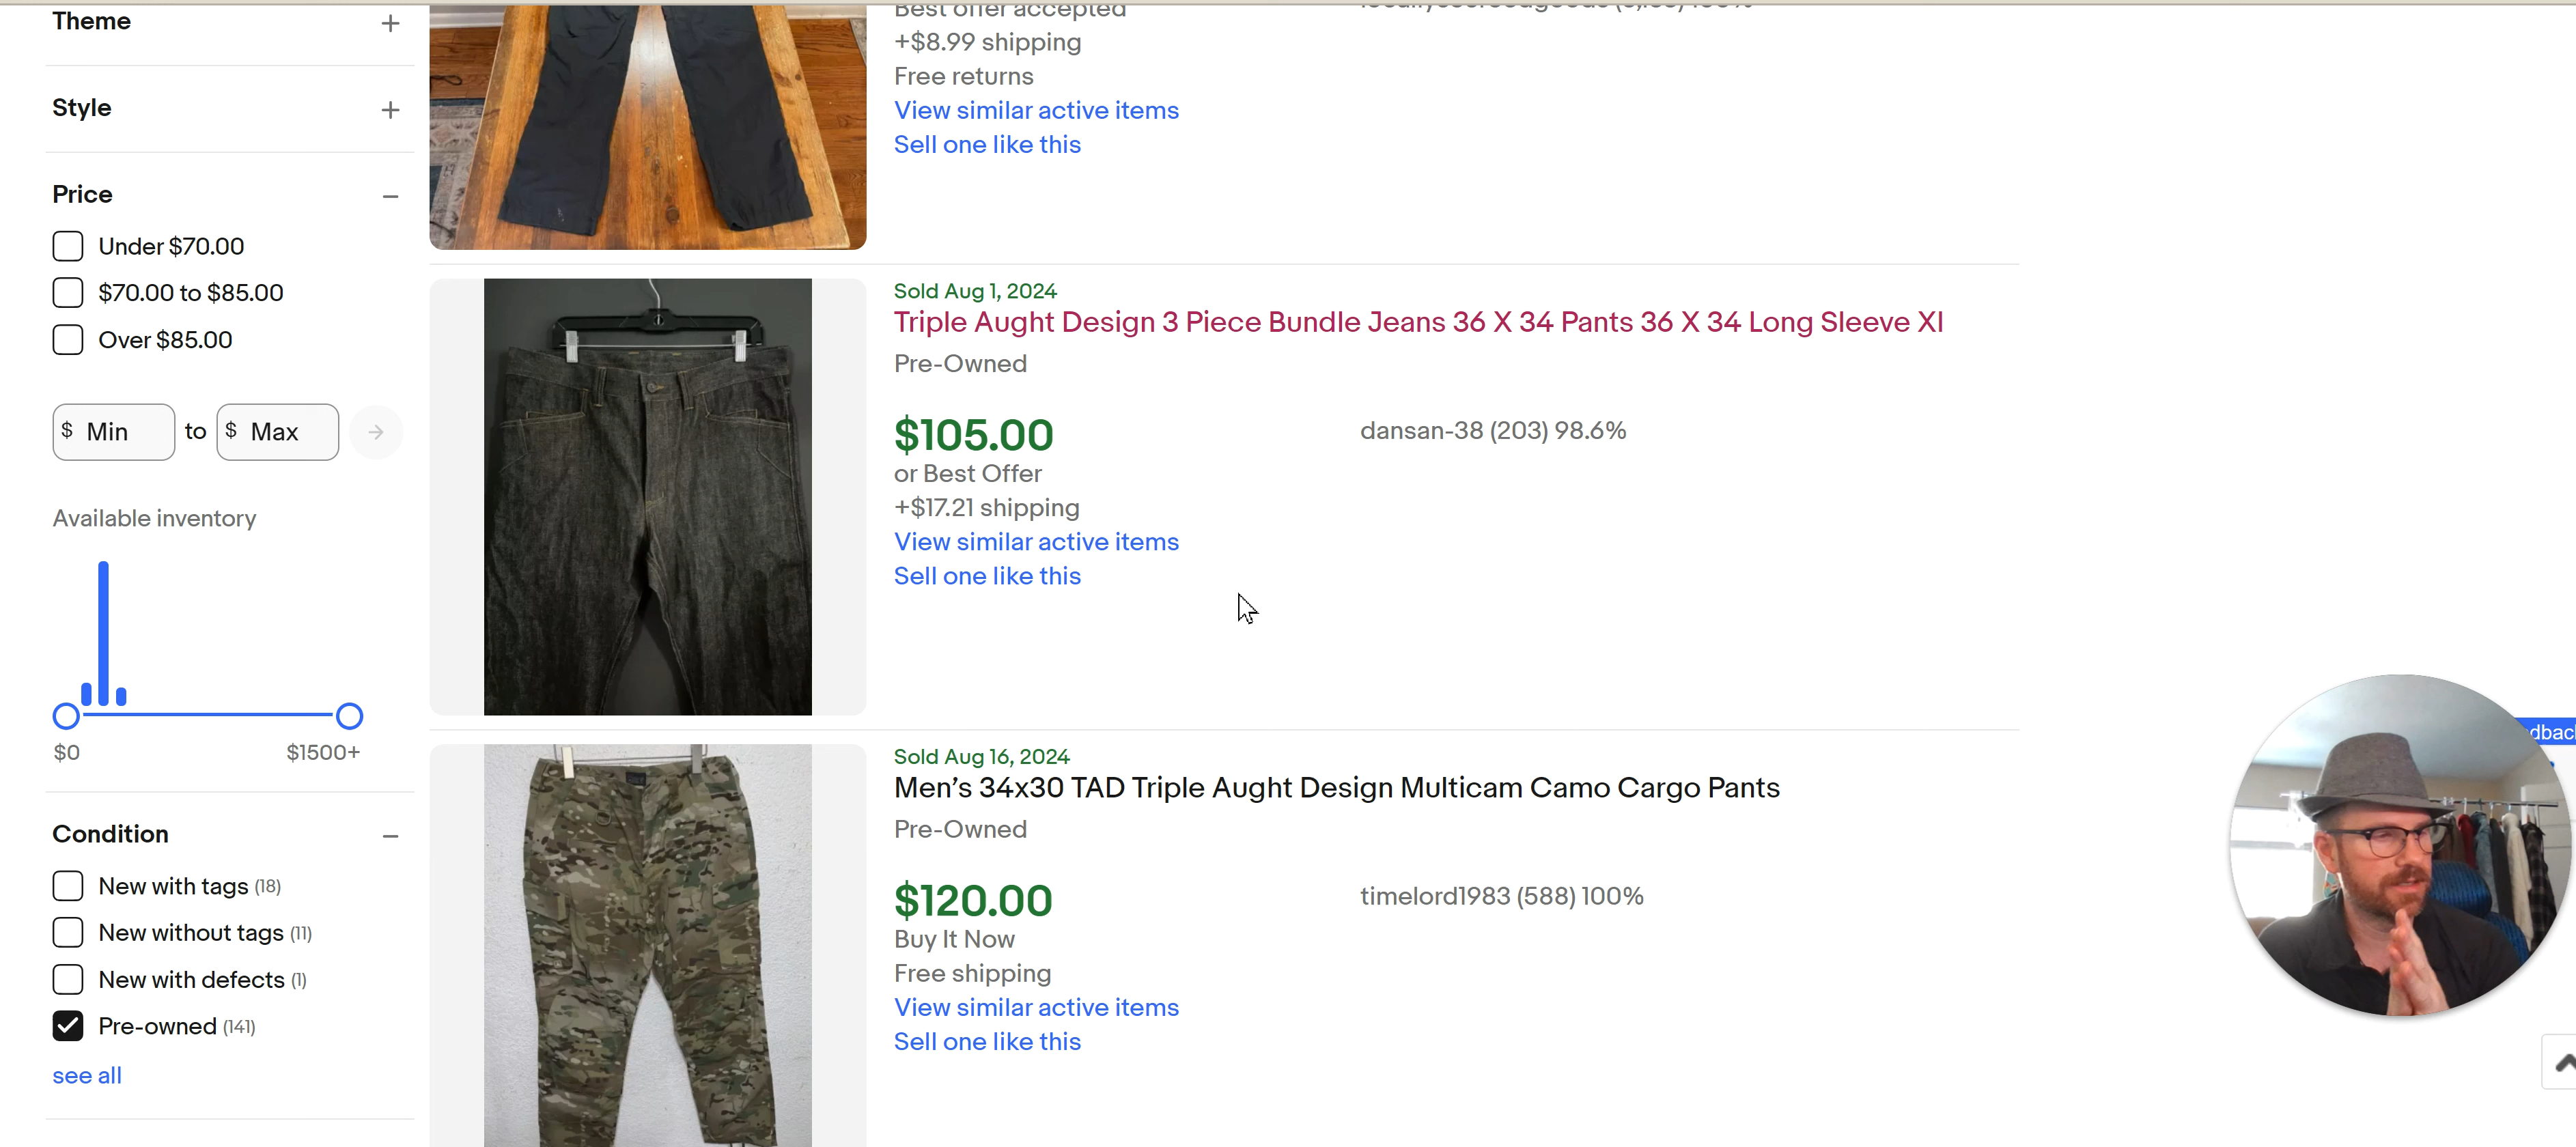 Theme
Style
Price
Under $70.00
$70.00 to $85.00
Over $85.00
$ Min to $ Max
Available inventory
$0 $1500+
Condition
New with tags (18)
New without tags (11)
New with defects (1)
Pre-owned (141)
see all
Best offer accepted
+$8.99 shipping
Free returns
View similar active items
Sell one like this
Sold Aug 1, 2024
Triple Aught Design 3 Piece Bundle Jeans 36 X 34 Pants 36 X 34 Long Sleeve Xl
Pre-Owned
$105.00
dansan-38 (203) 98.6%
or Best Offer
+$17.21 shipping
View similar active items
Sell one like this
Sold Aug 16, 2024
Men’s 34x30 TAD Triple Aught Design Multicam Camo Cargo Pants
Pre-Owned
$120.00
timelord1983 (588) 100%
Buy It Now
Free shipping
View similar active items
Sell one like this